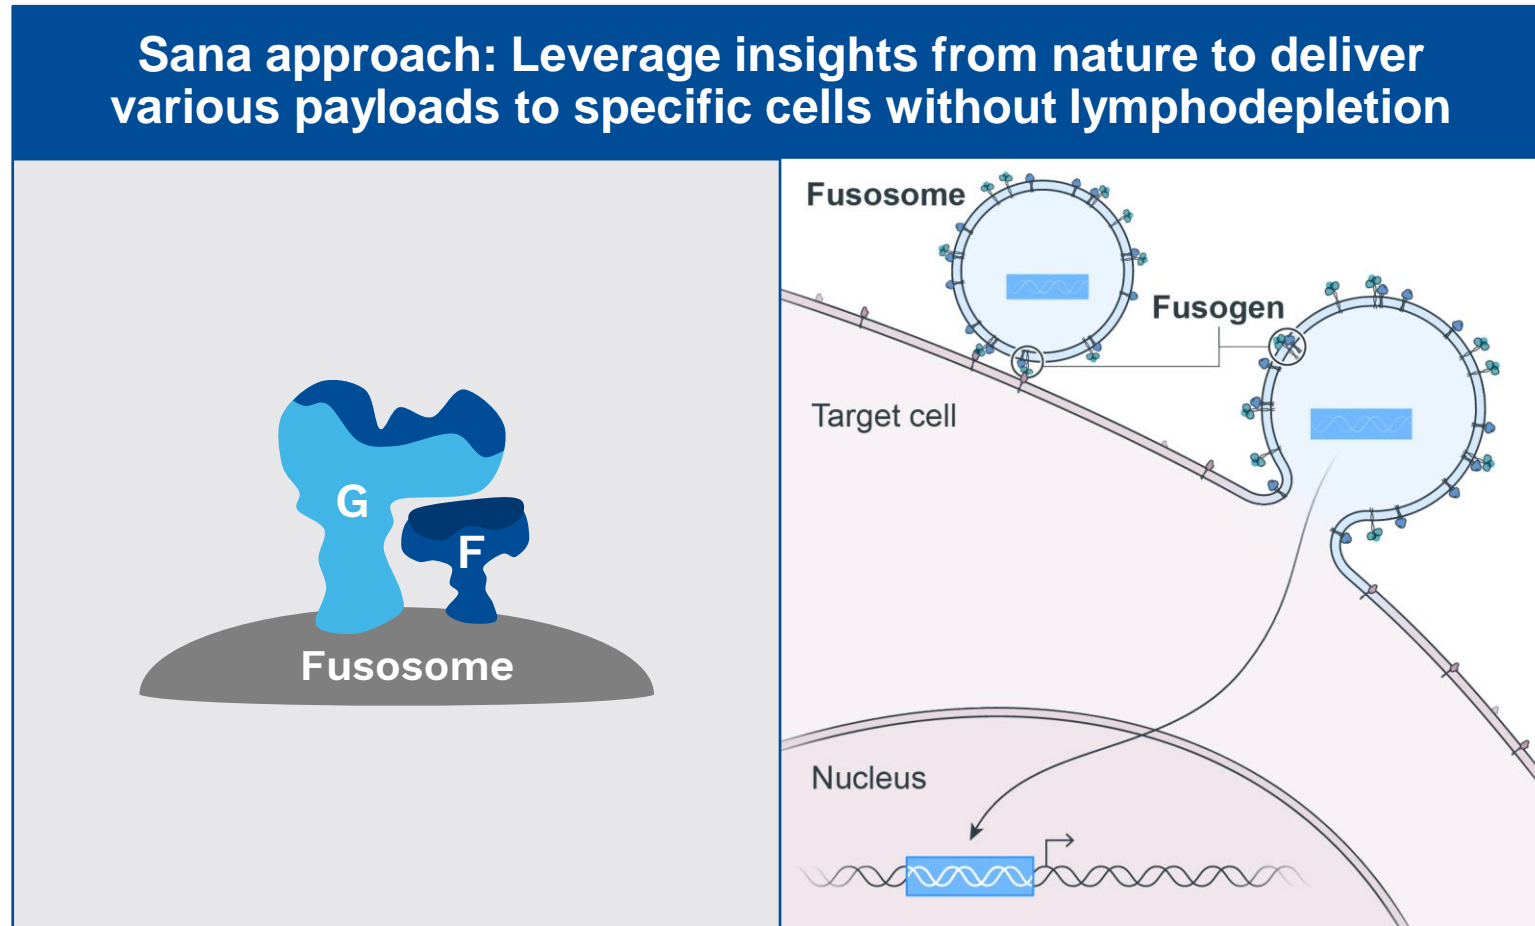 Sana approach: Leverage insights from nature to deliver
various payloads to specific cells without lymphodepletion
G
F
Fusosome
Fusosome
Fusogen
Target cell
Nucleus